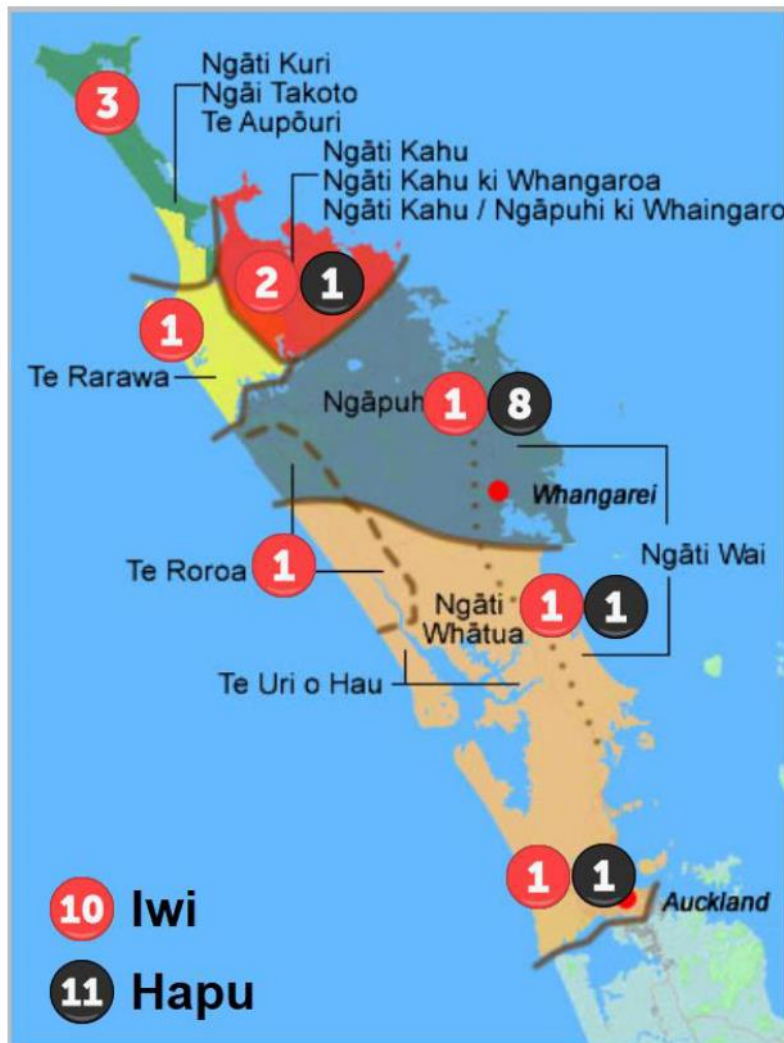 3
Ngāti Kuri
Ngāi Takoto
Te Aupōuri
Ngāti Kahu
Ngāti Kahu ki Whangaroa
Ngāti Kahu / Ngāpuhi ki Whaingaro
2 1
1
Te Rarawa
Ngāpuh 1 8
Whangarei
Te Roroa 1
Ngāti Wai
Ngāti
Whātua
1 1
Te Uri o Hau
1 1
Auckland
10 Iwi
11 Hapu